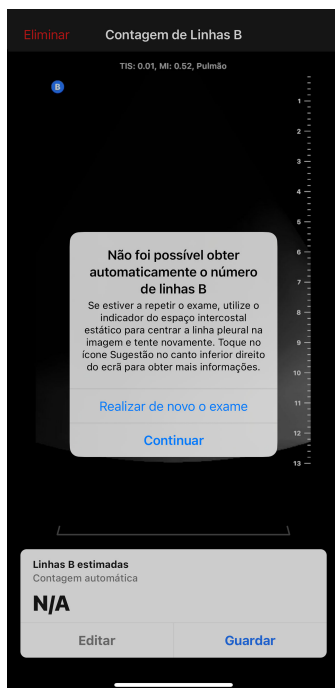 Eliminar Contagem de Linhas B
TIS: 0.01, MI: 0.52, Pulmão
B
1
2
3
4
5
6
7
8
9
10
11
12
13
Não foi possível obter
automaticamente o número
de linhas B
Se estiver a repetir o exame, utilize o
indicador do espaço intercostal
estático para centrar a linha pleural na
imagem e tente novamente. Toque no
ícone Sugestão no canto inferior direito
do ecrã para obter mais informações.
Realizar de novo o exame
Continuar
Linhas B estimadas
Contagem automática
N/A
Editar Guardar